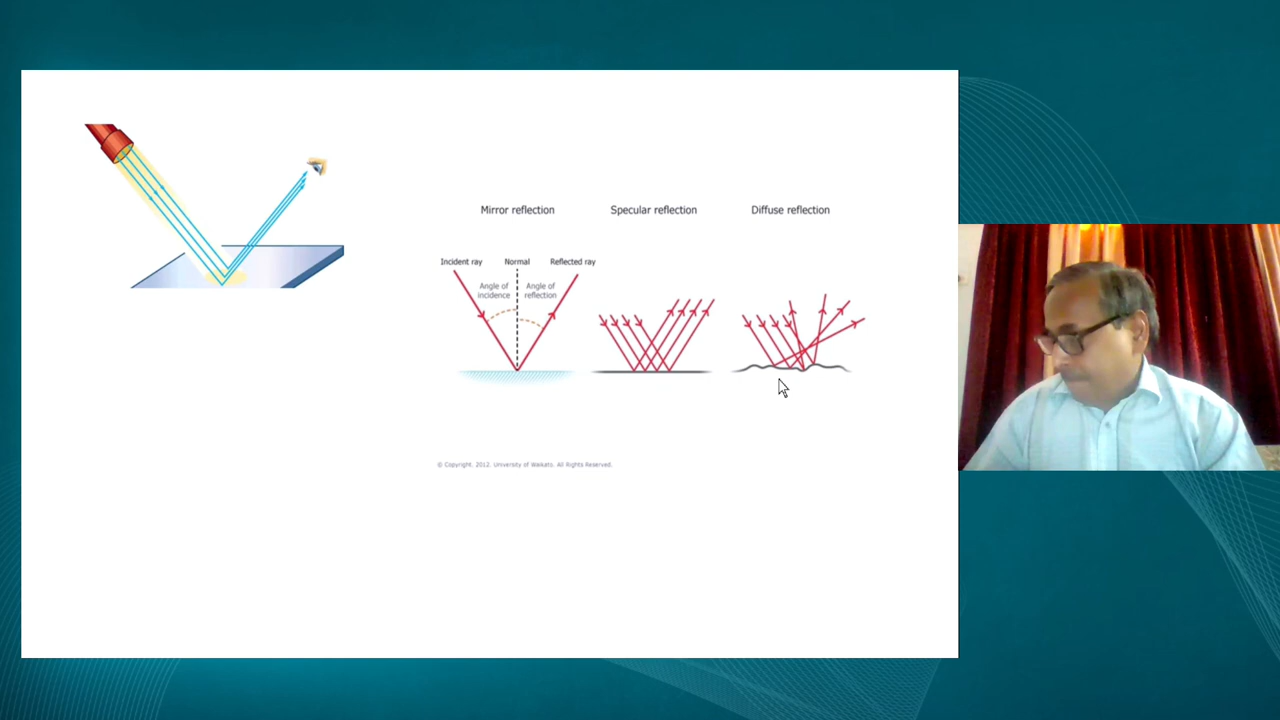 Mirror reflection
Specular reflection
Diffuse reflection
Incident ray
Normal
Reflected ray
Angle of
incidence
Angle of
reflection
© Copyright. 2012. University of Waikato. All Rights Reserved.